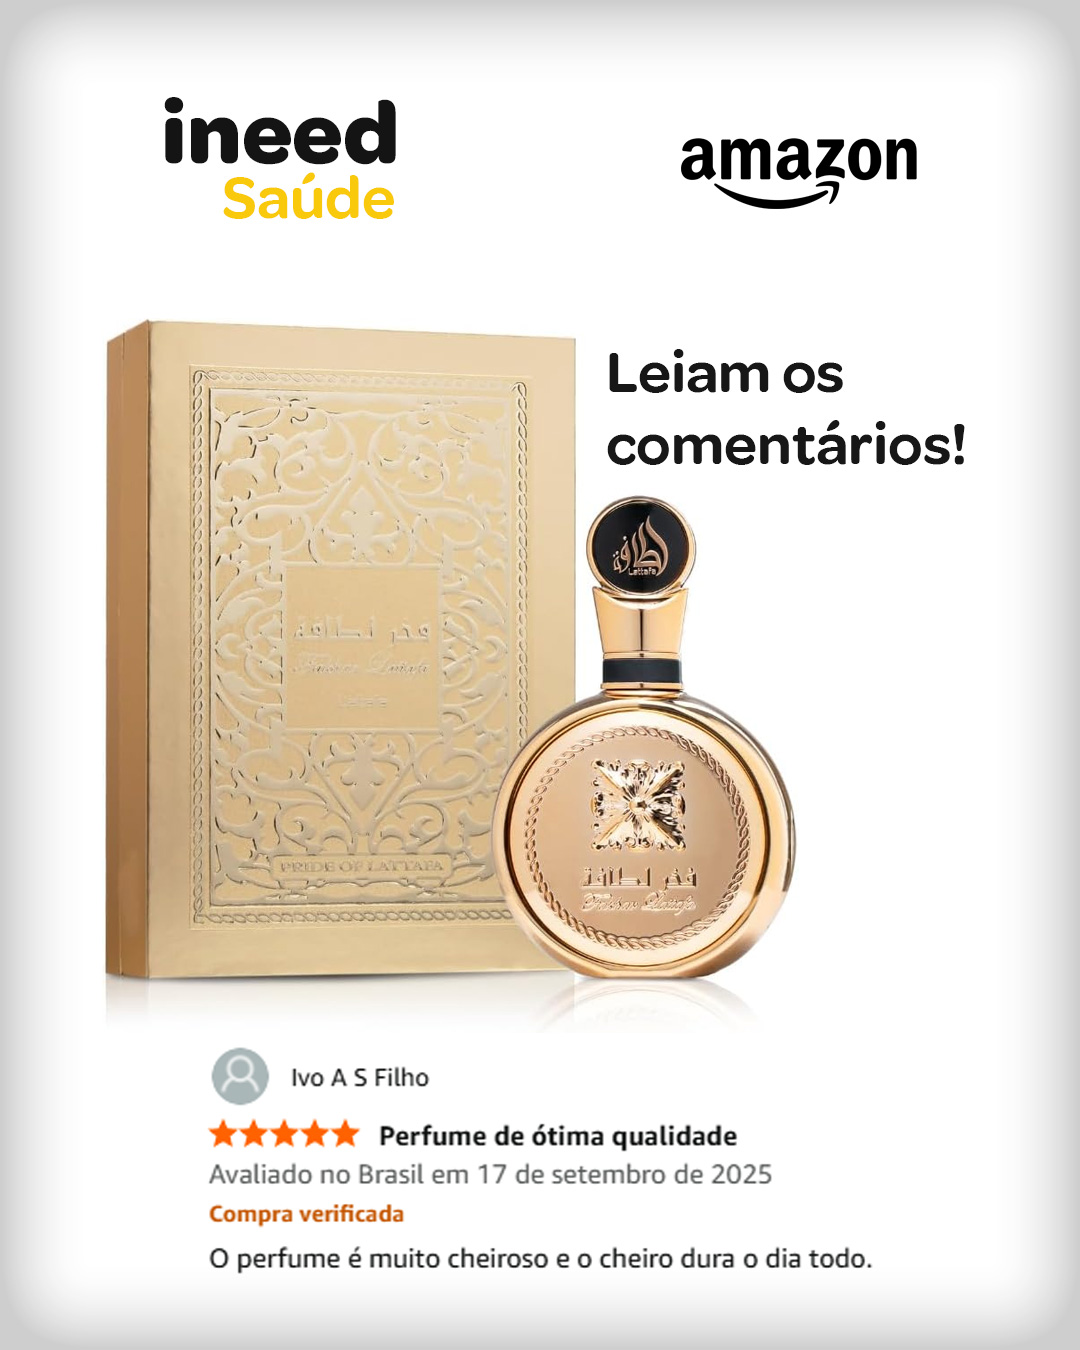 ineed
Saúde
amazon
Leiam os
comentários!
لطافة
Lattafa
فخر لطافة
Fakhar Lattafa
Lattafa
PRIDE OF LATTAFA
فخر لطافة
Fakhar Lattafa
Ivo A S Filho
Perfume de ótima qualidade
Avaliado no Brasil em 17 de setembro de 2025
Compra verificada
O perfume é muito cheiroso e o cheiro dura o dia todo.